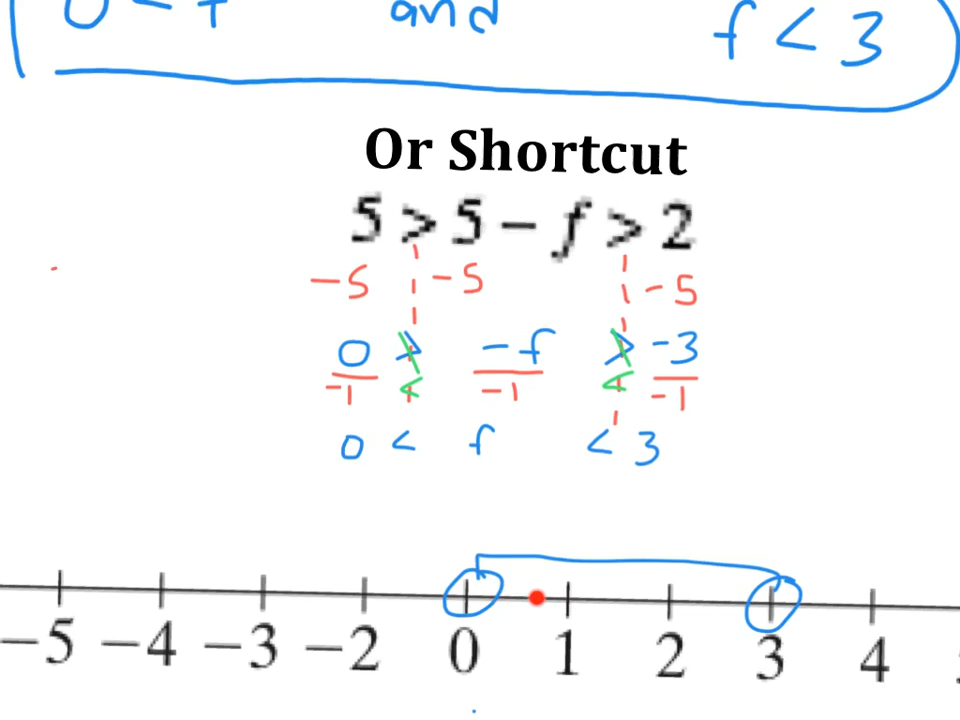 0 < f and f < 3
Or Shortcut
5 > 5 − f > 2
−5 −5 −5
0 > −f > −3
−1 < −1 < −1
0 < f < 3
−5 −4 −3 −2 0 1 2 3 4